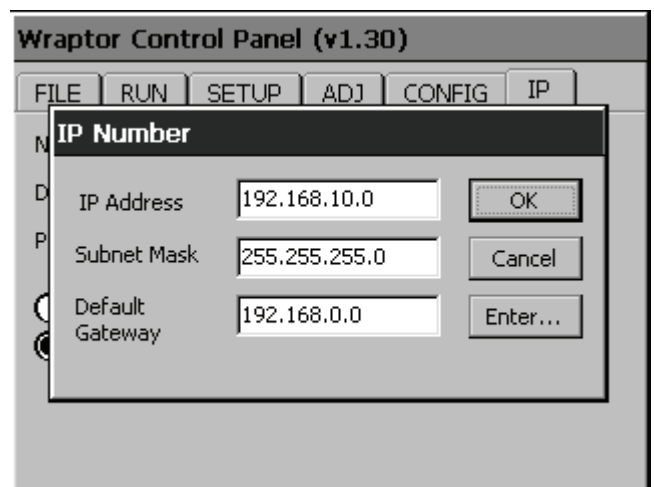 Wraptor Control Panel (v1.30)
FILE RUN SETUP ADJ CONFIG IP
N
IP Number
D
IP Address 192.168.10.0 OK
P
Subnet Mask 255.255.255.0 Cancel
Default
Gateway 192.168.0.0 Enter...